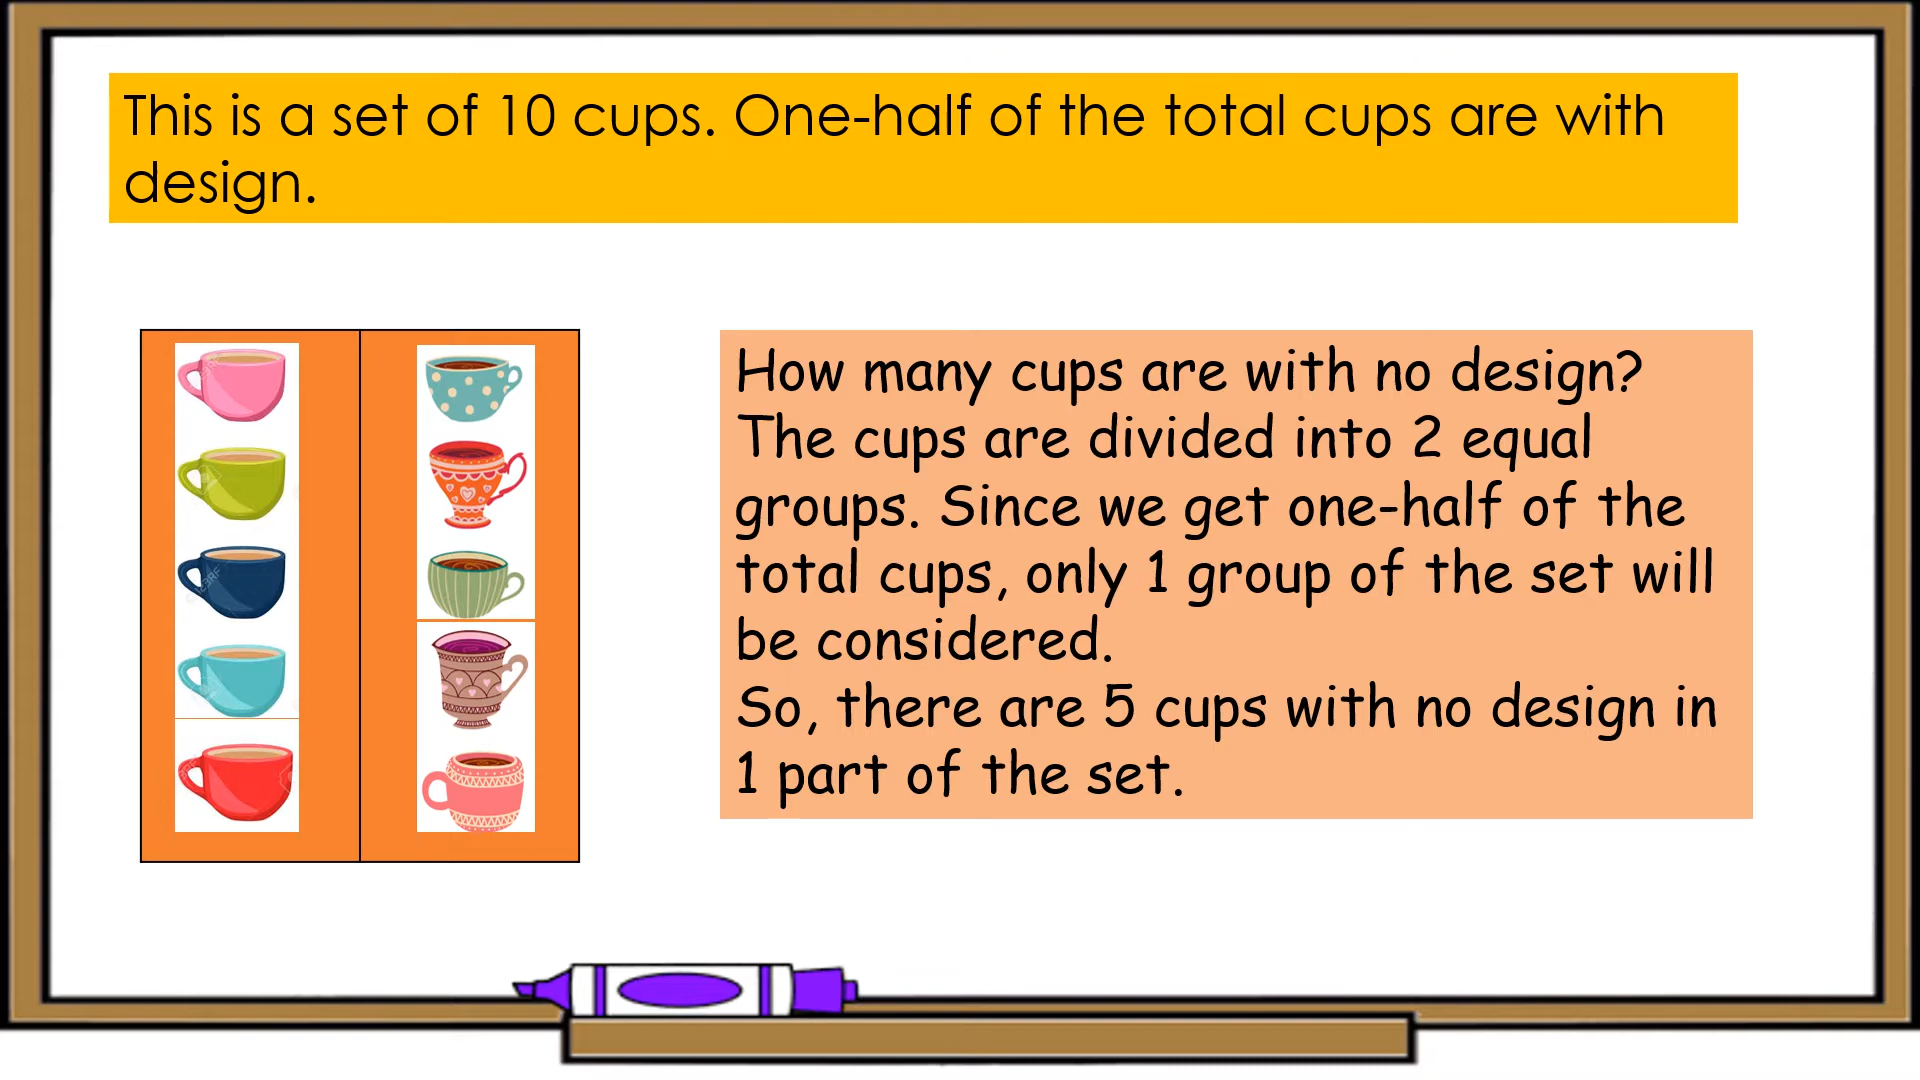 This is a set of 10 cups. One-half of the total cups are with
design.
How many cups are with no design?
The cups are divided into 2 equal
groups. Since we get one-half of the
total cups, only 1 group of the set will
be considered.
So, there are 5 cups with no design in
1 part of the set.